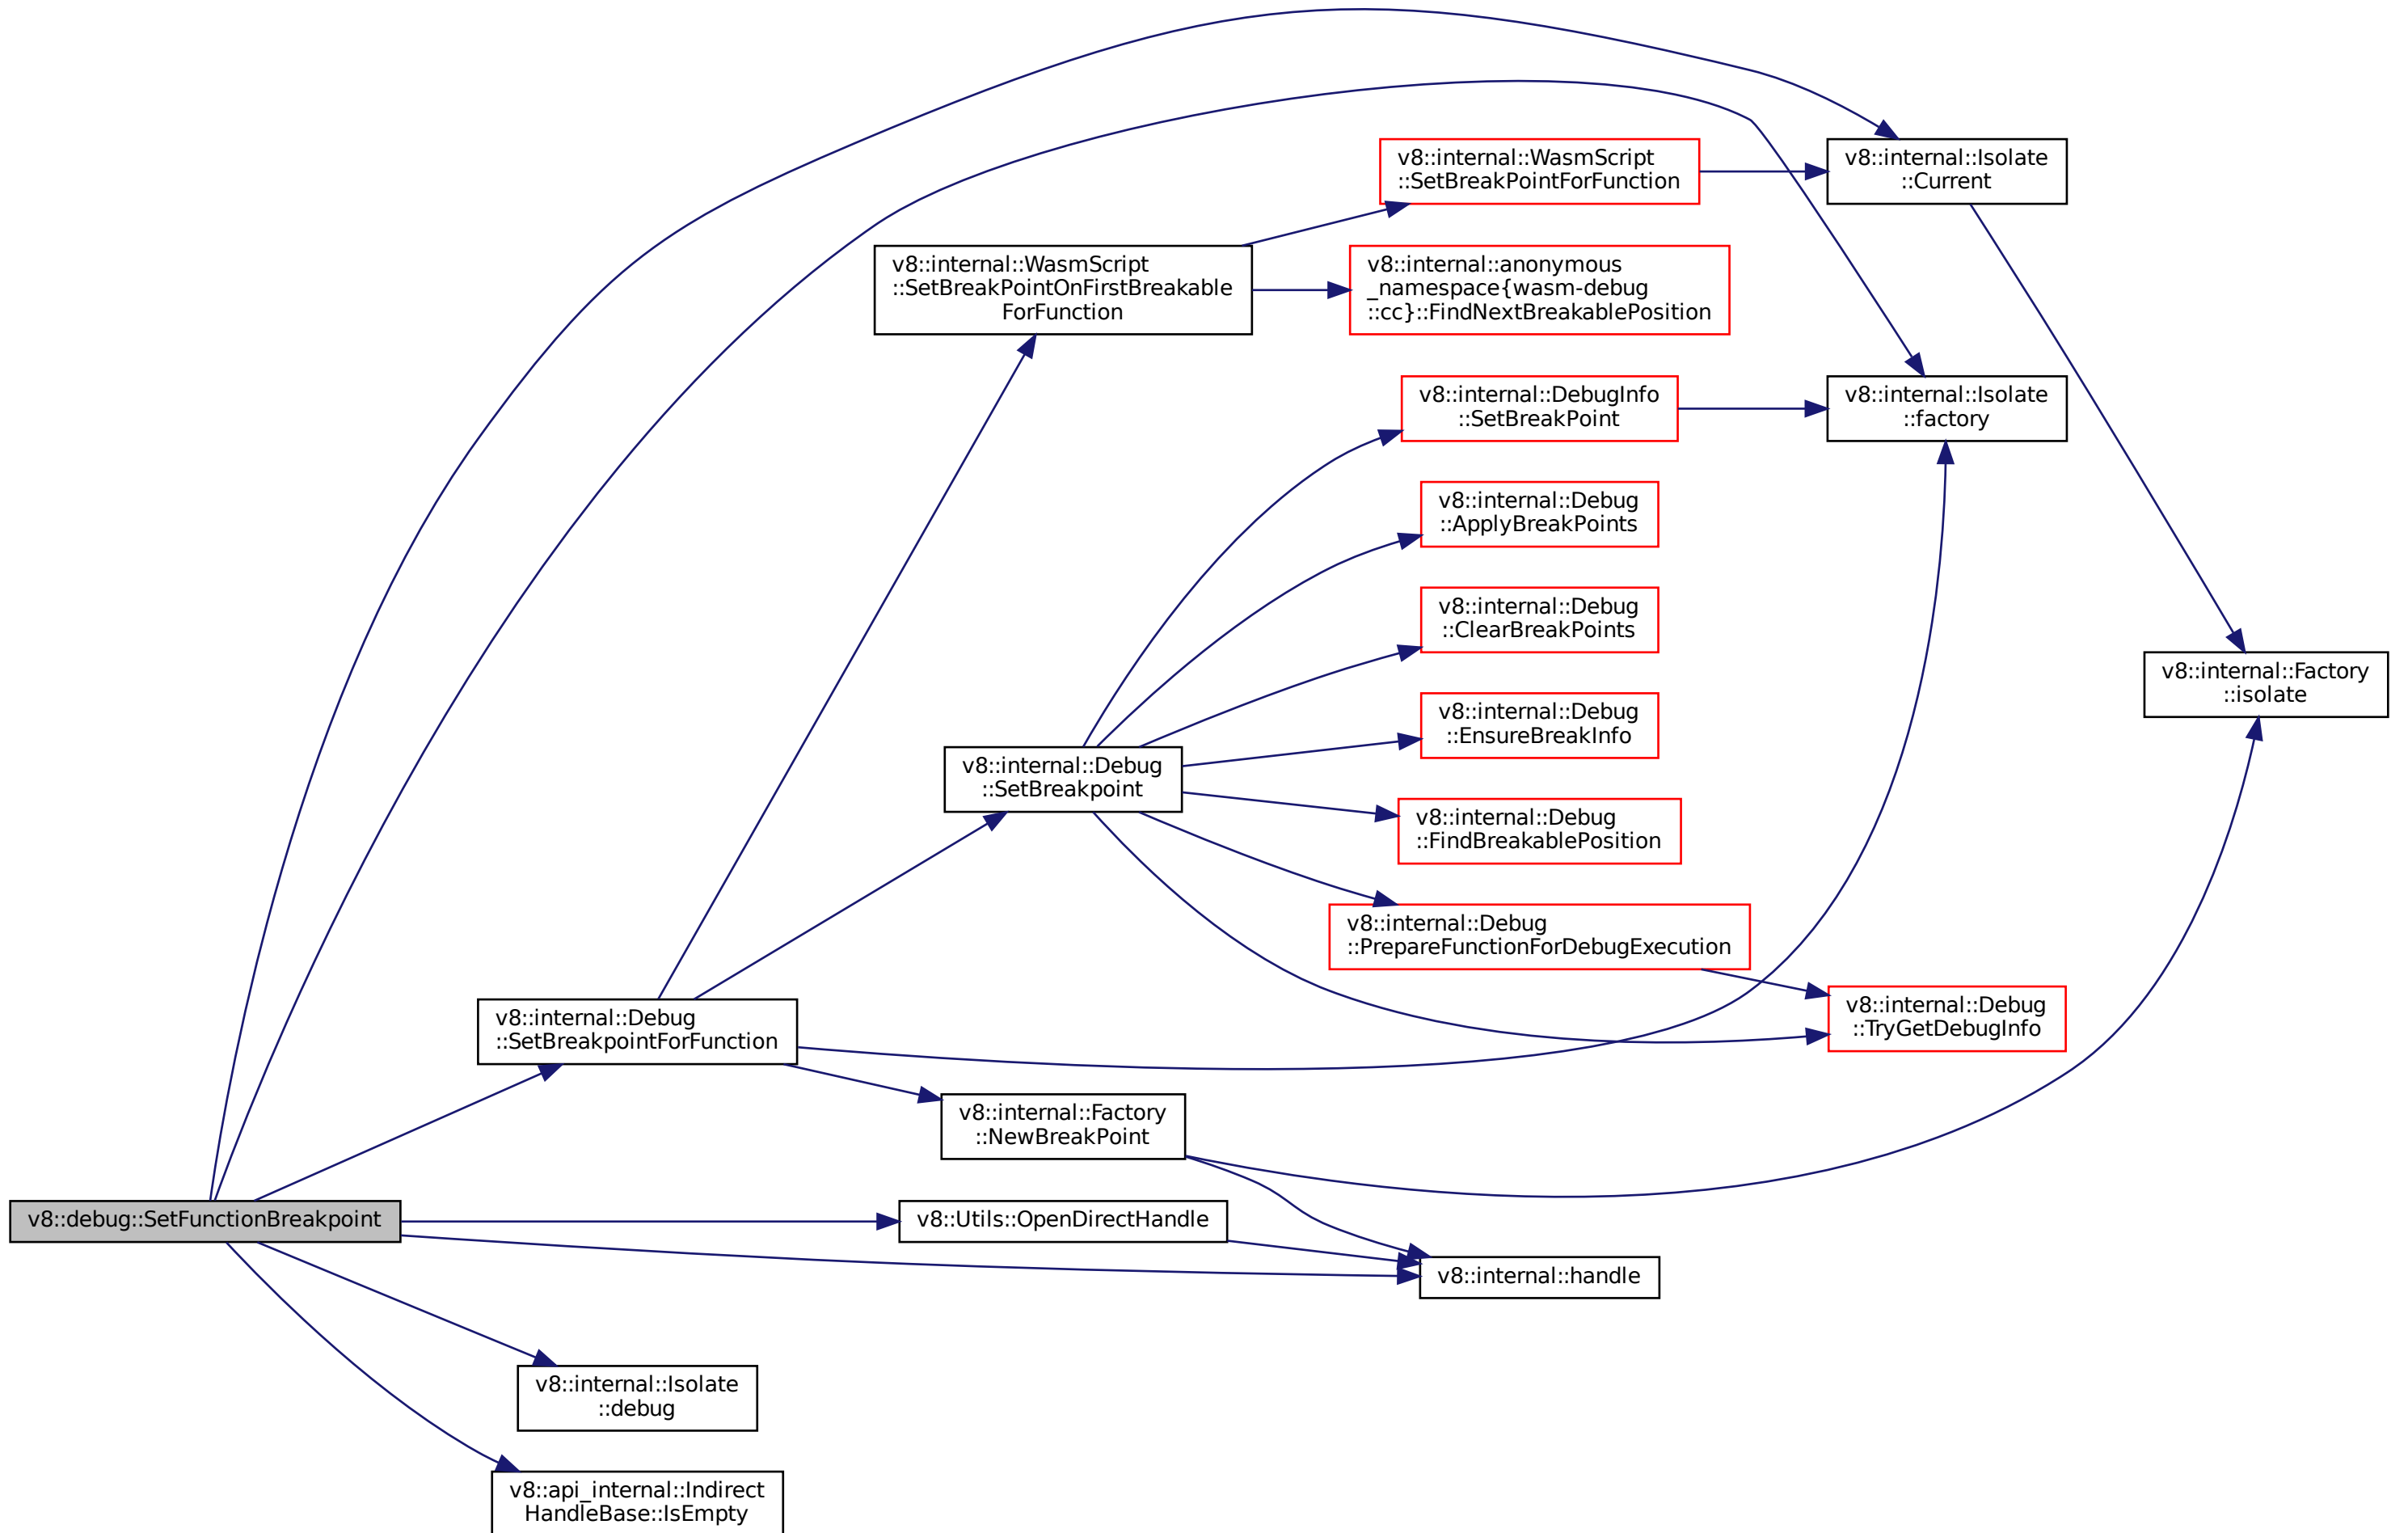 v8::internal::WasmScript
::SetBreakPointForFunction
v8::internal::Isolate
::Current
v8::internal::WasmScript
::SetBreakPointOnFirstBreakable
ForFunction
v8::internal::anonymous
_namespace{wasm-debug
::cc}::FindNextBreakablePosition
v8::internal::DebugInfo
::SetBreakPoint
v8::internal::Isolate
::factory
v8::internal::Debug
::ApplyBreakPoints
v8::internal::Debug
::ClearBreakPoints
v8::internal::Factory
::isolate
v8::internal::Debug
::EnsureBreakInfo
v8::internal::Debug
::SetBreakpoint
v8::internal::Debug
::FindBreakablePosition
v8::internal::Debug
::PrepareFunctionForDebugExecution
v8::internal::Debug
::TryGetDebugInfo
v8::internal::Debug
::SetBreakpointForFunction
v8::internal::Factory
::NewBreakPoint
v8::debug::SetFunctionBreakpoint
v8::Utils::OpenDirectHandle
v8::internal::handle
v8::internal::Isolate
::debug
v8::api_internal::Indirect
HandleBase::IsEmpty